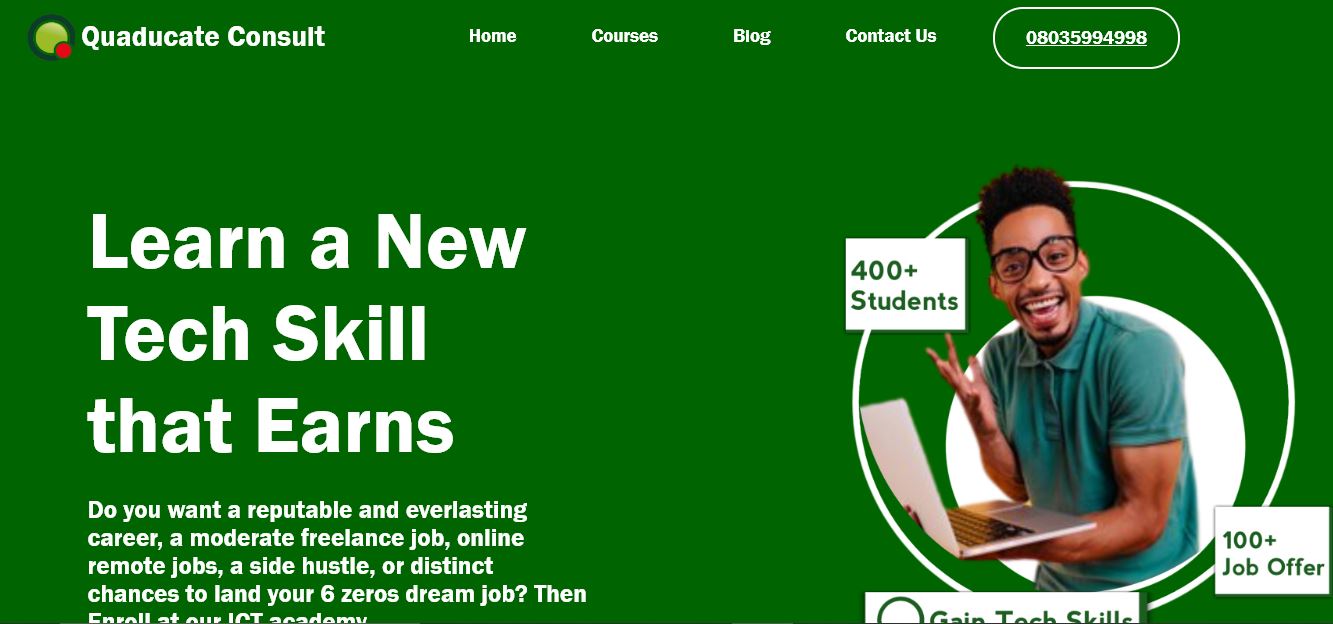 Quaducate Consult
Home
Courses
Blog
Contact Us
08035994998
Learn a New
Tech Skill
that Earns
Do you want a reputable and everlasting
career, a moderate freelance job, online
remote jobs, a side hustle, or distinct
chances to land your 6 zeros dream job? Then
Enroll at our ICT academy
400+
Students
100+
Job Offer
Gain Tech Skills